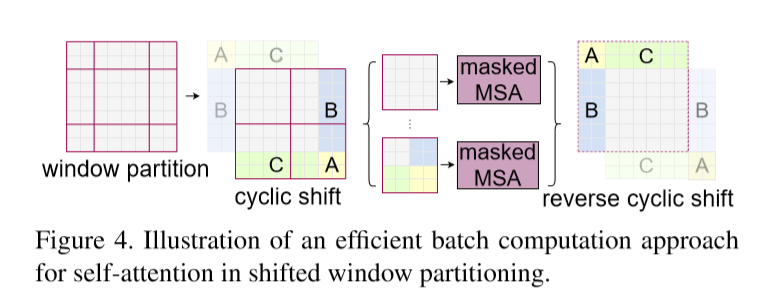 A C
B
B
C A
window partition
cyclic shift
masked
MSA
masked
MSA
A C
B
B
C A
reverse cyclic shift
Figure 4. Illustration of an efficient batch computation approach
for self-attention in shifted window partitioning.